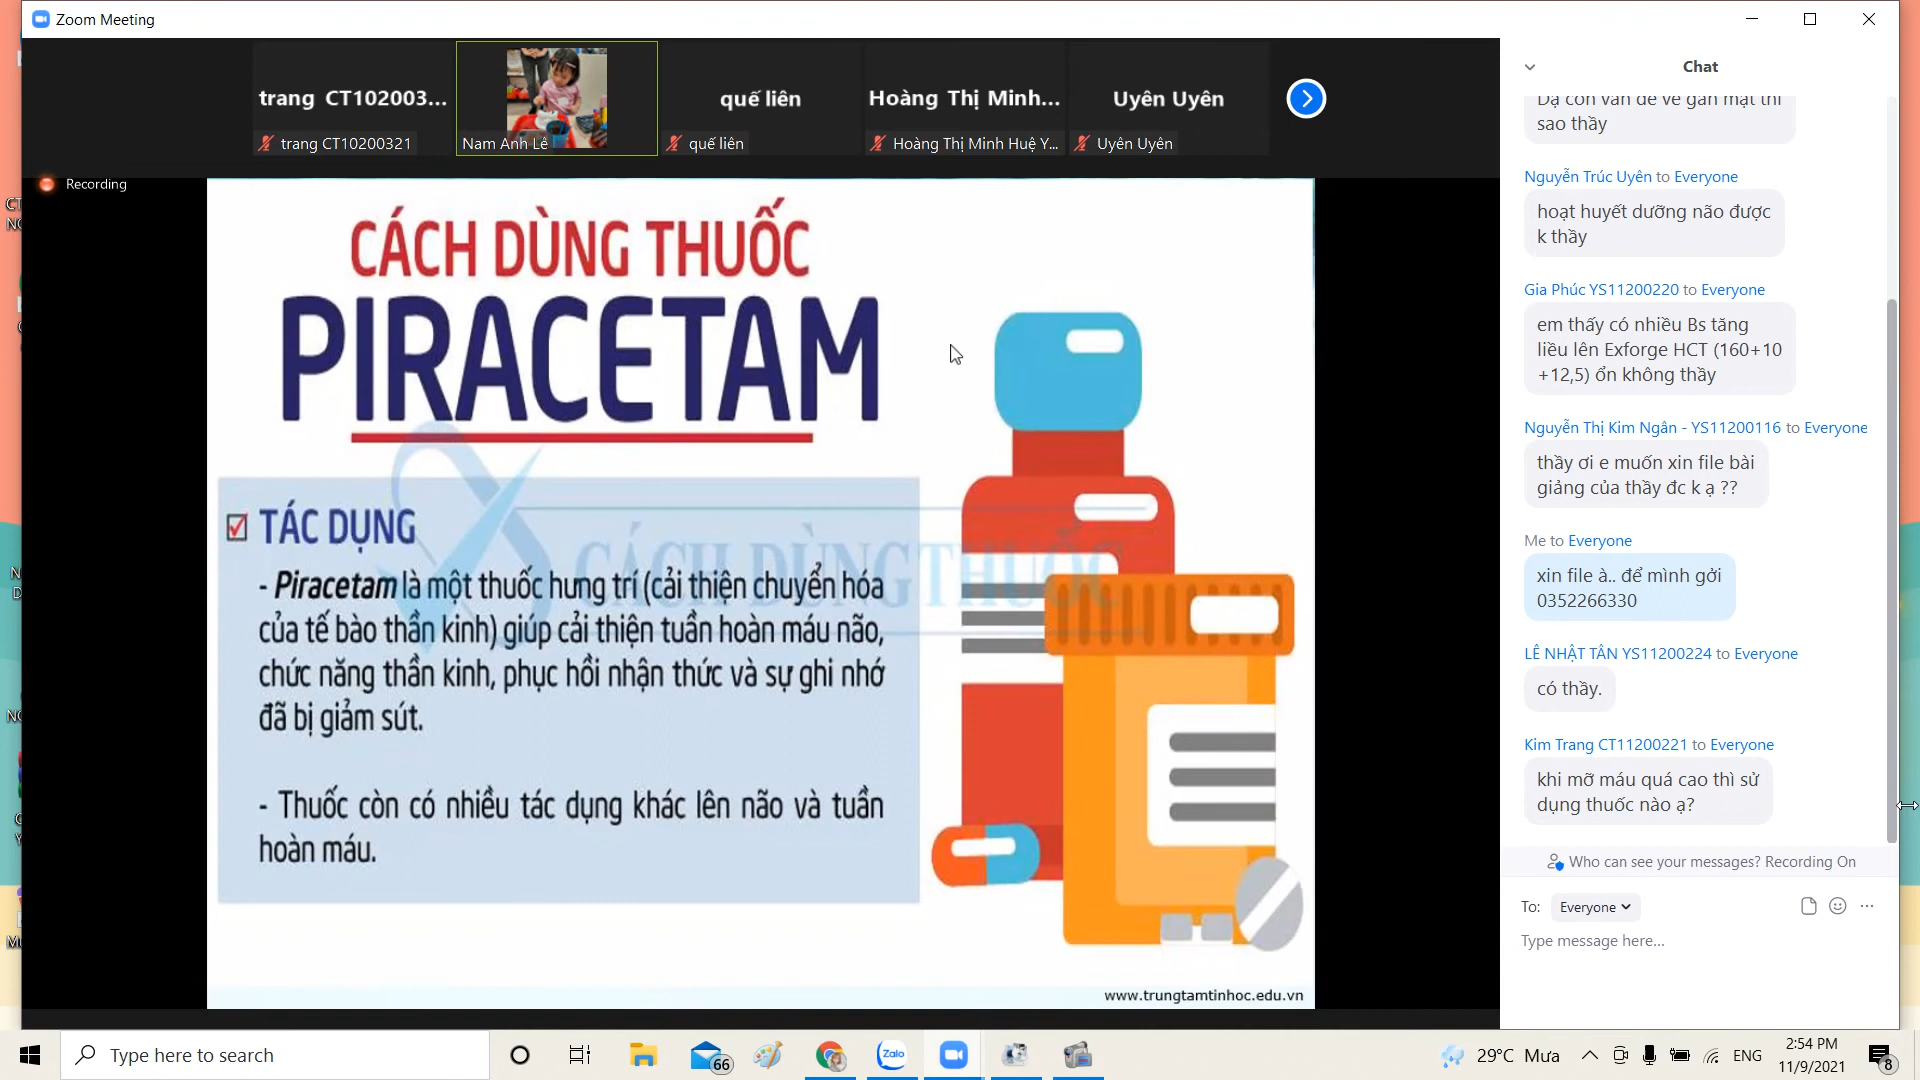 Zoom Meeting
trang CT102003...
quế liên
Hoàng Thị Minh...
Uyên Uyên
trang CT10200321
Nam Anh Lê
quế liên
Hoàng Thị Minh Huệ Y...
Uyên Uyên
Recording
CÁCH DÙNG THUỐC
PIRACETAM
CÁCH DÙNG THUỐC
TÁC DỤNG
- Piracetam là một thuốc hưng trí (cải thiện chuyển hóa
của tế bào thần kinh) giúp cải thiện tuần hoàn máu não,
chức năng thần kinh, phục hồi nhận thức và sự ghi nhớ
đã bị giảm sút.
- Thuốc còn có nhiều tác dụng khác lên não và tuần
hoàn máu.
www.trungtamtinhoc.edu.vn
Chat
sao thầy
Nguyễn Trúc Uyên to Everyone
hoạt huyết dưỡng não được
k thầy
Gia Phúc YS11200220 to Everyone
em thấy có nhiều Bs tăng
liều lên Exforge HCT (160+10
+12,5) ổn không thầy
Nguyễn Thị Kim Ngân - YS11200116 to Everyone
thầy ơi e muốn xin file bài
giảng của thầy đc k ạ ??
Me to Everyone
xin file à.. để mình gởi
0352266330
LÊ NHẬT TÂN YS11200224 to Everyone
có thầy.
Kim Trang CT11200221 to Everyone
khi mỡ máu quá cao thì sử
dụng thuốc nào ạ?
Who can see your messages? Recording On
To: Everyone
Type message here...
Type here to search
66
Zalo
29°C Mưa
ENG
2:54 PM
11/9/2021
8